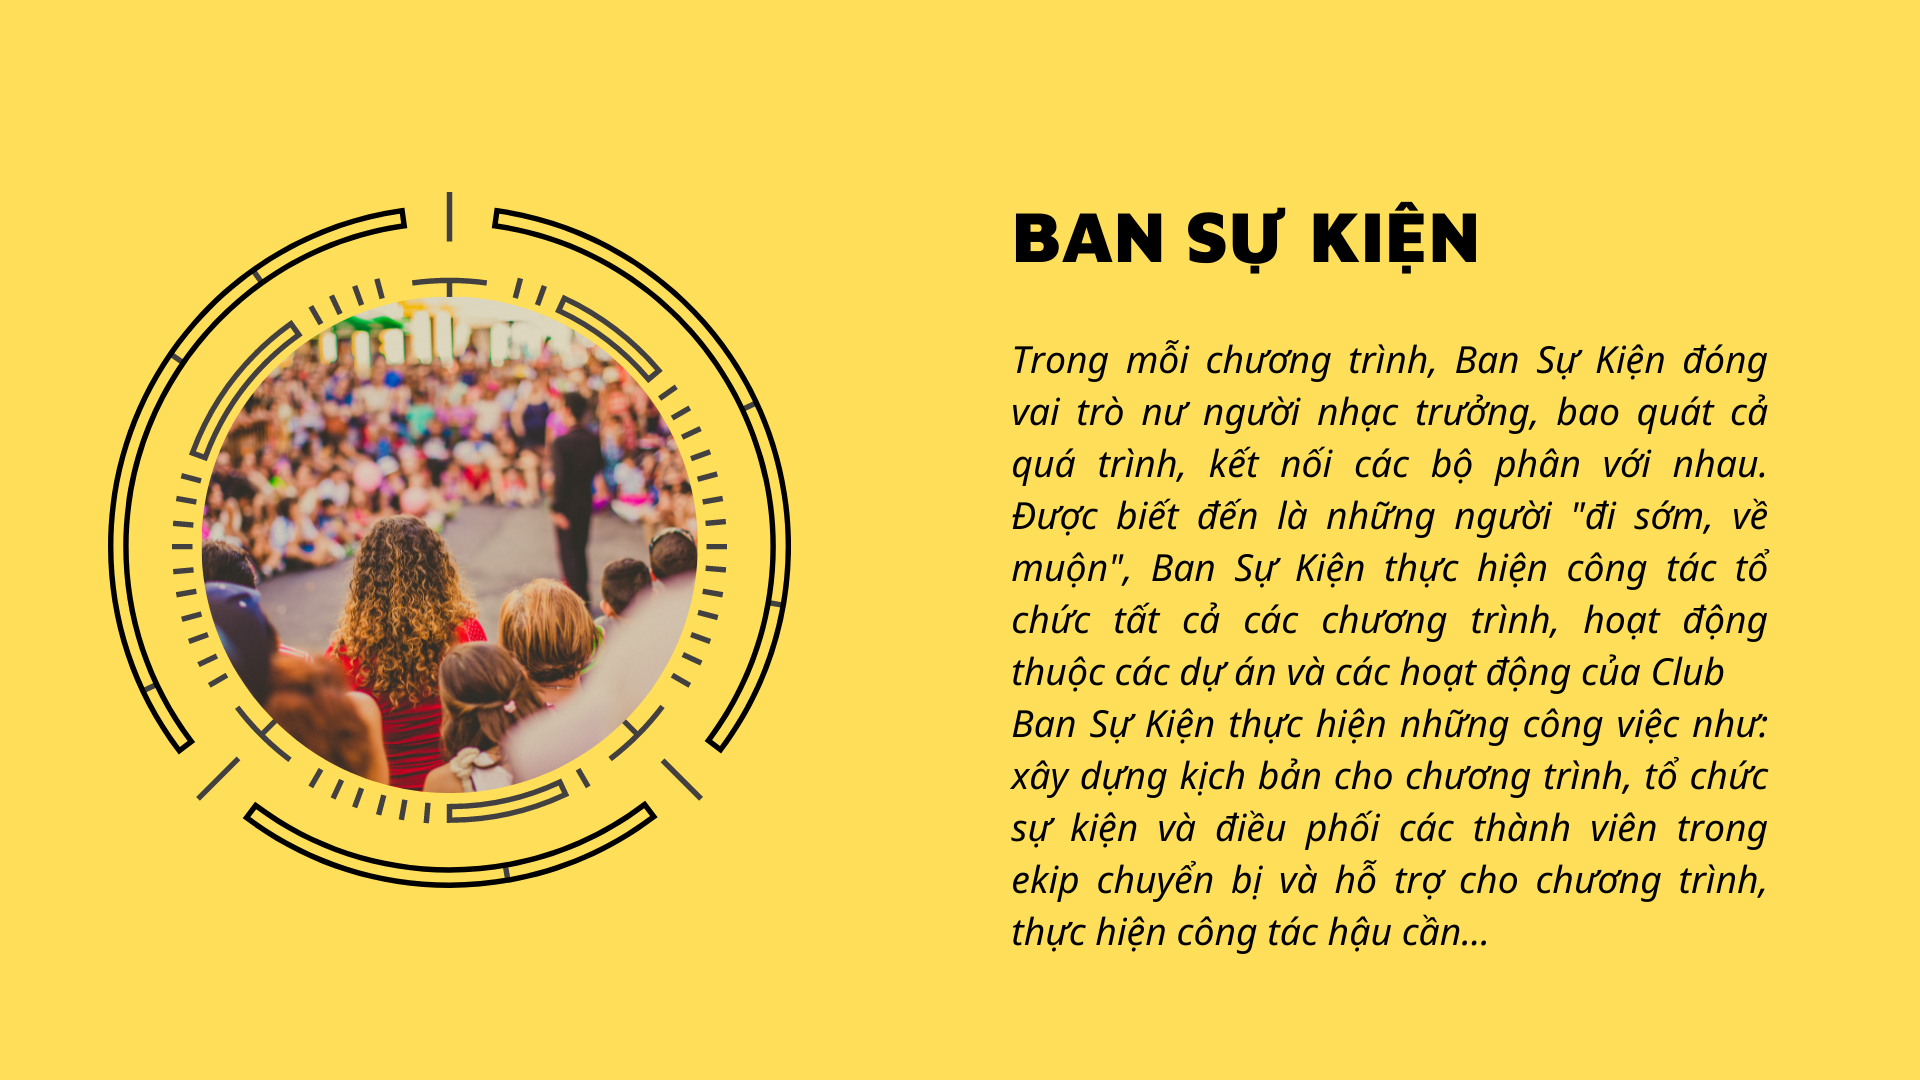 BAN SỰ KIỆN
Trong mỗi chương trình, Ban Sự Kiện đóng
vai trò nư người nhạc trưởng, bao quát cả
quá trình, kết nối các bộ phân với nhau.
Được biết đến là những người "đi sớm, về
muộn", Ban Sự Kiện thực hiện công tác tổ
chức tất cả các chương trình, hoạt động
thuộc các dự án và các hoạt động của Club
Ban Sự Kiện thực hiện những công việc như:
xây dựng kịch bản cho chương trình, tổ chức
sự kiện và điều phối các thành viên trong
ekip chuyển bị và hỗ trợ cho chương trình,
thực hiện công tác hậu cần...